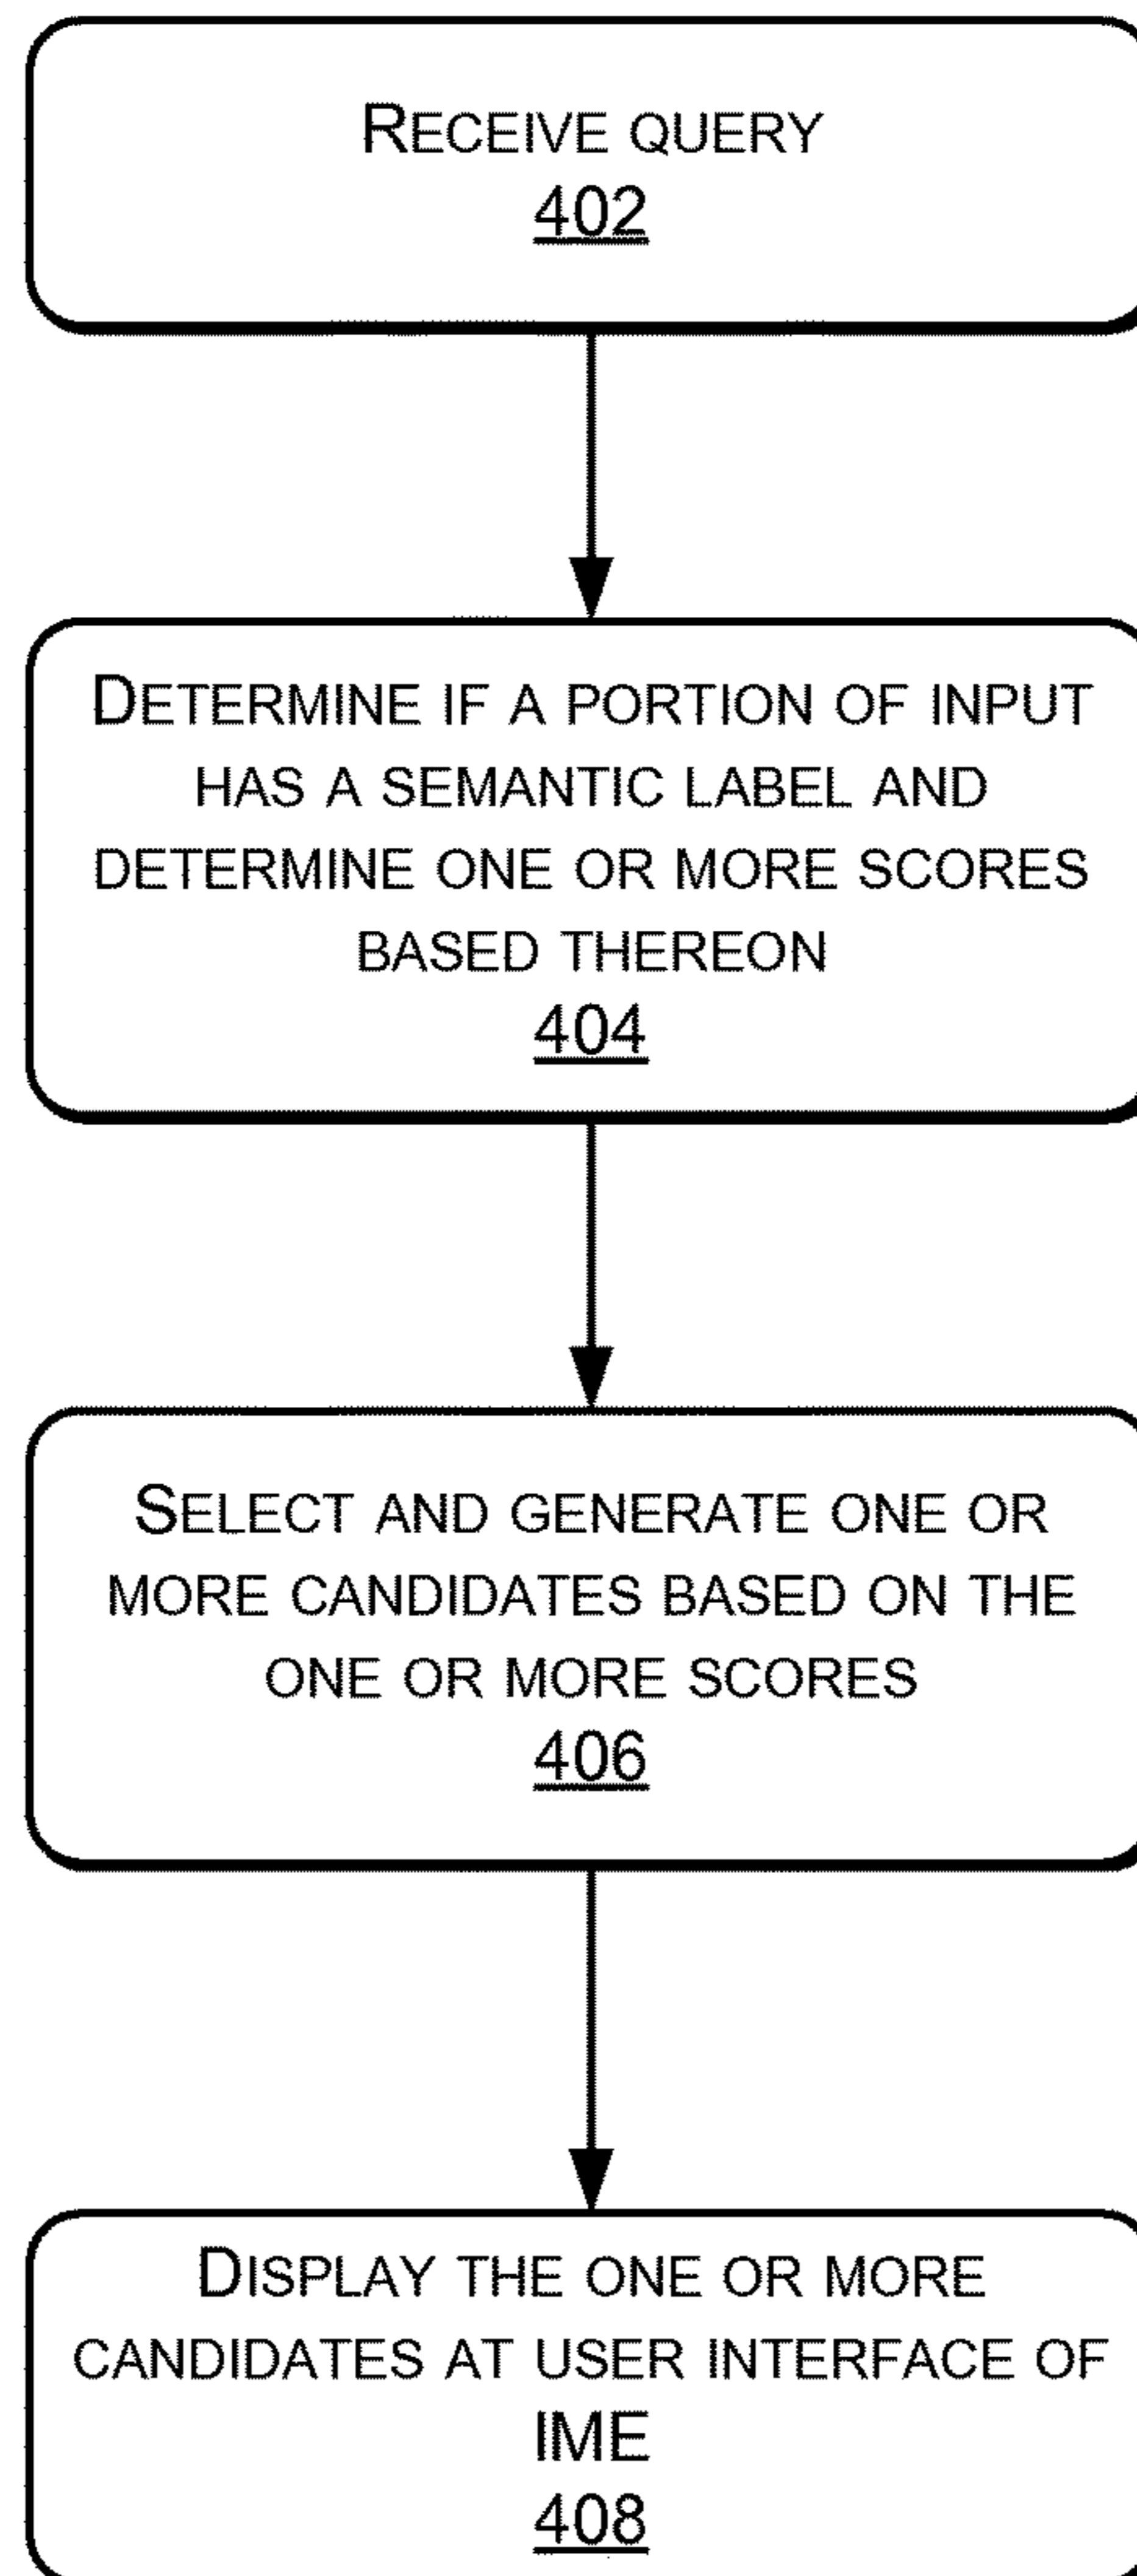 RECEIVE QUERY
402
DETERMINE IF A PORTION OF INPUT
HAS A SEMANTIC LABEL AND
DETERMINE ONE OR MORE SCORES
BASED THEREON
404
SELECT AND GENERATE ONE OR
MORE CANDIDATES BASED ON THE
ONE OR MORE SCORES
406
DISPLAY THE ONE OR MORE
CANDIDATES AT USER INTERFACE OF
IME
408